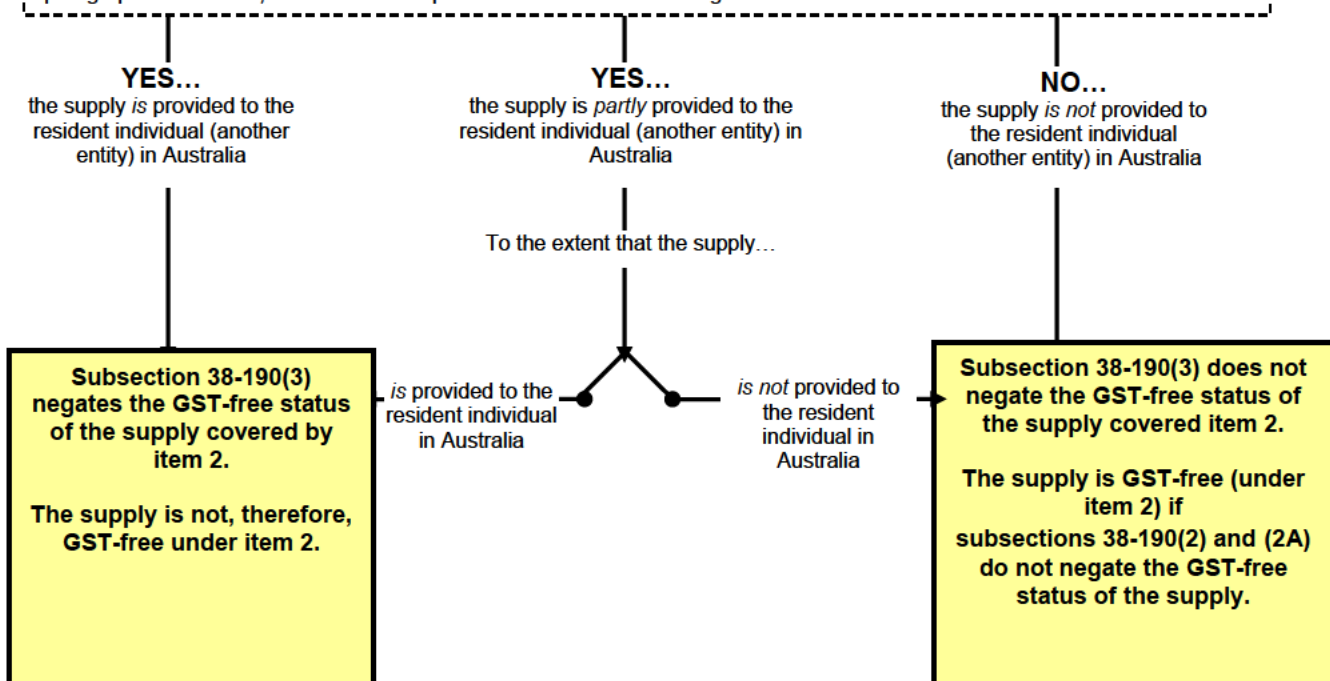 YES…
the supply is provided to the
resident individual (another
entity) in Australia
YES…
the supply is partly provided to the
resident individual (another entity) in
Australia
NO…
the supply is not provided to
the resident individual
(another entity) in Australia
To the extent that the supply…
Subsection 38-190(3)
negates the GST-free status
of the supply covered by
item 2.
The supply is not, therefore,
GST-free under item 2.
is provided to the
resident individual
in Australia
is not provided to
the resident
individual in
Australia
Subsection 38-190(3) does not
negate the GST-free status of
the supply covered item 2.
The supply is GST-free (under
item 2) if
subsections 38-190(2) and (2A)
do not negate the GST-free
status of the supply.